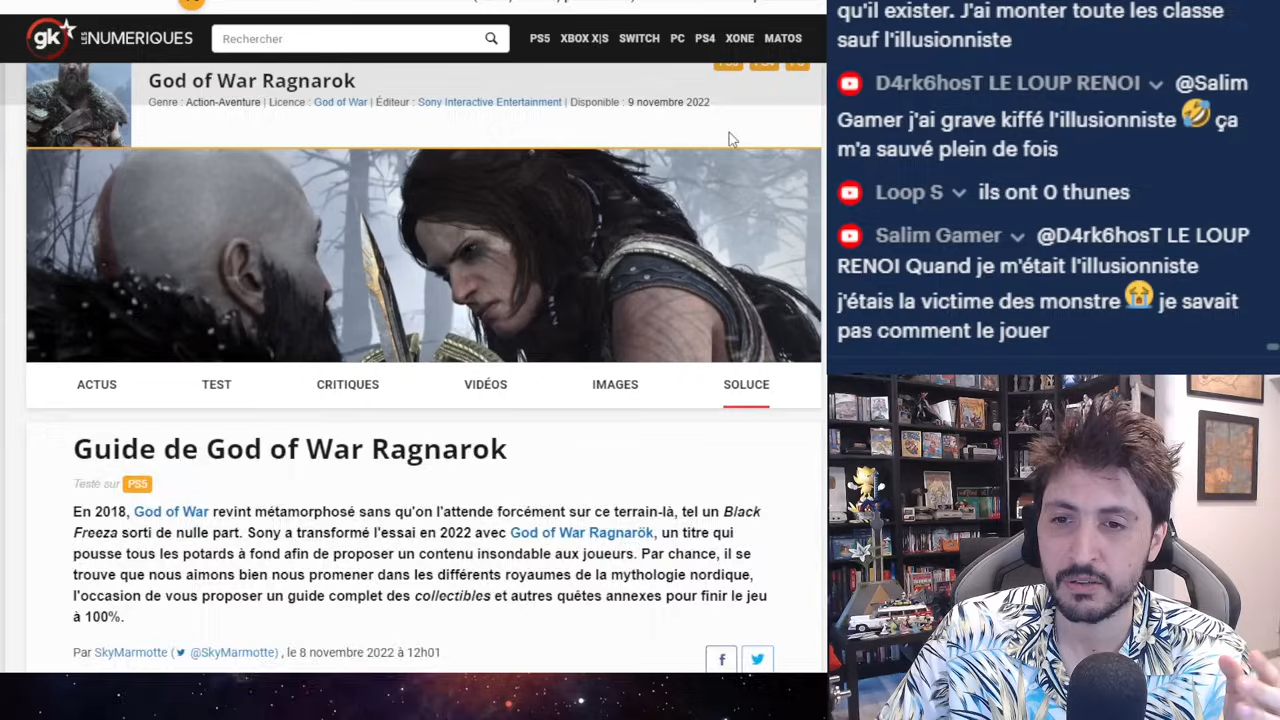 gk
NUMERIQUES
Rechercher
PS5 XBOX X|S SWITCH PC PS4 XONE MATOS
God of War Ragnarok
Genre : Action-Aventure | Licence : God of War | Éditeur : Sony Interactive Entertainment | Disponible : 9 novembre 2022
ACTUS TEST CRITIQUES VIDÉOS IMAGES SOLUCE
Guide de God of War Ragnarok
Testé sur PS5
En 2018, God of War revint métamorphosé sans qu'on l'attende forcément sur ce terrain-là, tel un Black
Freeza sorti de nulle part. Sony a transformé l'essai en 2022 avec God of War Ragnarök, un titre qui
pousse tous les potards à fond afin de proposer un contenu insondable aux joueurs. Par chance, il se
trouve que nous aimons bien nous promener dans les différents royaumes de la mythologie nordique,
l'occasion de vous proposer un guide complet des collectibles et autres quêtes annexes pour finir le jeu
à 100%.
Par SkyMarmotte ( @SkyMarmotte) , le 8 novembre 2022 à 12h01
qu'il exister. J'ai monter toute les classe
sauf l'illusionniste
D4rk6hosT LE LOUP RENOI @Salim
Gamer j'ai grave kiffé l'illusionniste 🤣 ça
m'a sauvé plein de fois
Loop S ils ont 0 thunes
Salim Gamer @D4rk6hosT LE LOUP
RENOI Quand je m'était l'illusionniste
j'étais la victime des monstre 😭 je savait
pas comment le jouer